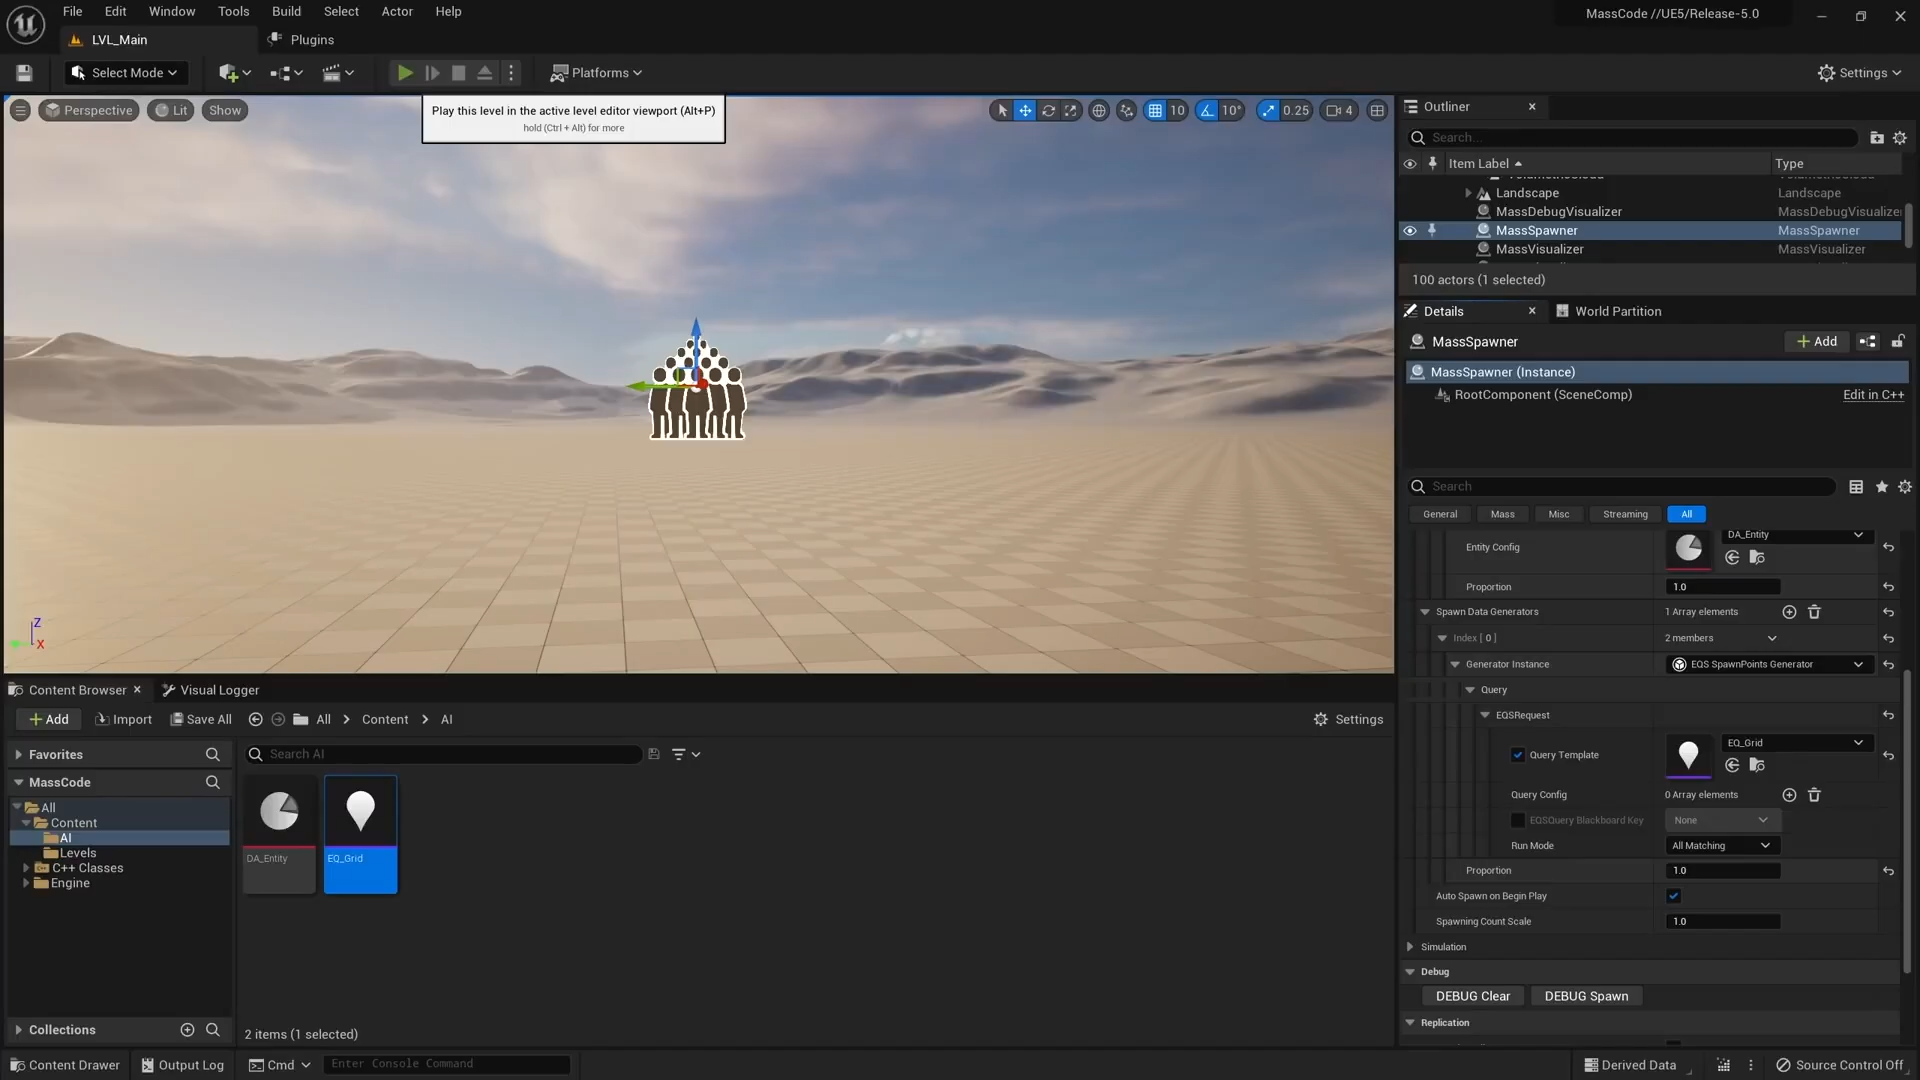 File Edit Window Tools Build Select Actor Help
MassCode //UE5/Release-5.0
LVL_Main
Plugins
Select Mode
Platforms
Settings
Perspective
Lit
Show
Play this level in the active level editor viewport (Alt+P)
hold (Ctrl + Alt) for more
10
10°
0.25
4
Z
X
Outliner
Search...
Item Label
Type
Landscape
Landscape
MassDebugVisualizer
MassDebugVisualize
MassSpawner
MassSpawner
MassVisualizer
MassVisualizer
100 actors (1 selected)
Details
World Partition
MassSpawner
Add
MassSpawner (Instance)
RootComponent (SceneComp)
Edit in C++
Search
General
Mass
Misc
Streaming
All
Entity Config
DA_Entity
Proportion
1.0
Spawn Data Generators
1 Array elements
Index [ 0 ]
2 members
Generator Instance
EQS SpawnPoints Generator
Query
EQSRequest
Query Template
EQ_Grid
Query Config
0 Array elements
EQSQuery Blackboard Key
None
Run Mode
All Matching
Proportion
1.0
Auto Spawn on Begin Play
Spawning Count Scale
1.0
Simulation
Debug
DEBUG Clear
DEBUG Spawn
Replication
Content Browser
Visual Logger
Add
Import
Save All
All
Content
AI
Settings
Favorites
MassCode
All
Content
AI
Levels
C++ Classes
Engine
Collections
Search AI
DA_Entity
EQ_Grid
2 items (1 selected)
Content Drawer
Output Log
Cmd
Enter Console Command
Derived Data
Source Control Off